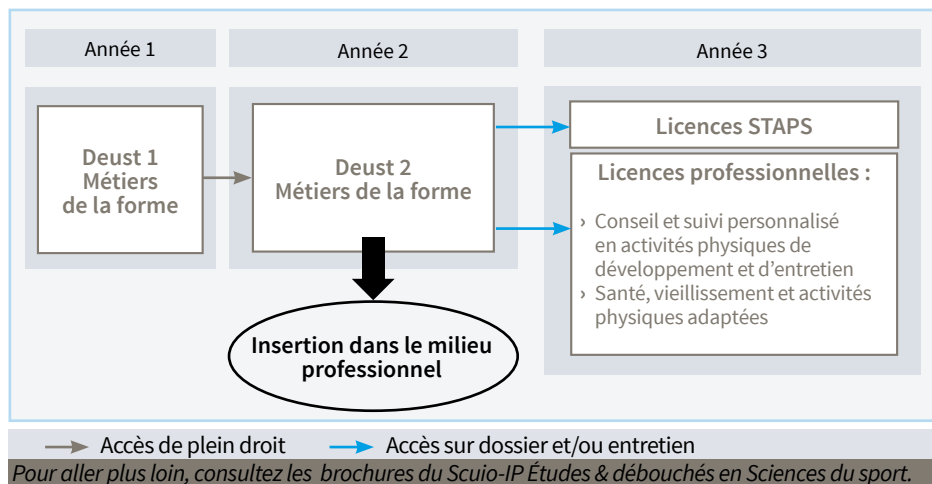 Année 1
Année 2
Année 3
Deust 1
Métiers
de la forme
Deust 2
Métiers de la forme
Licences STAPS
Licences professionnelles :
› Conseil et suivi personnalisé
en activités physiques de
développement et d’entretien
› Santé, vieillissement et activités
physiques adaptées
Insertion dans le milieu
professionnel
Accès de plein droit
Accès sur dossier et/ou entretien
Pour aller plus loin, consultez les brochures du Scuio-IP Études & débouchés en Sciences du sport.